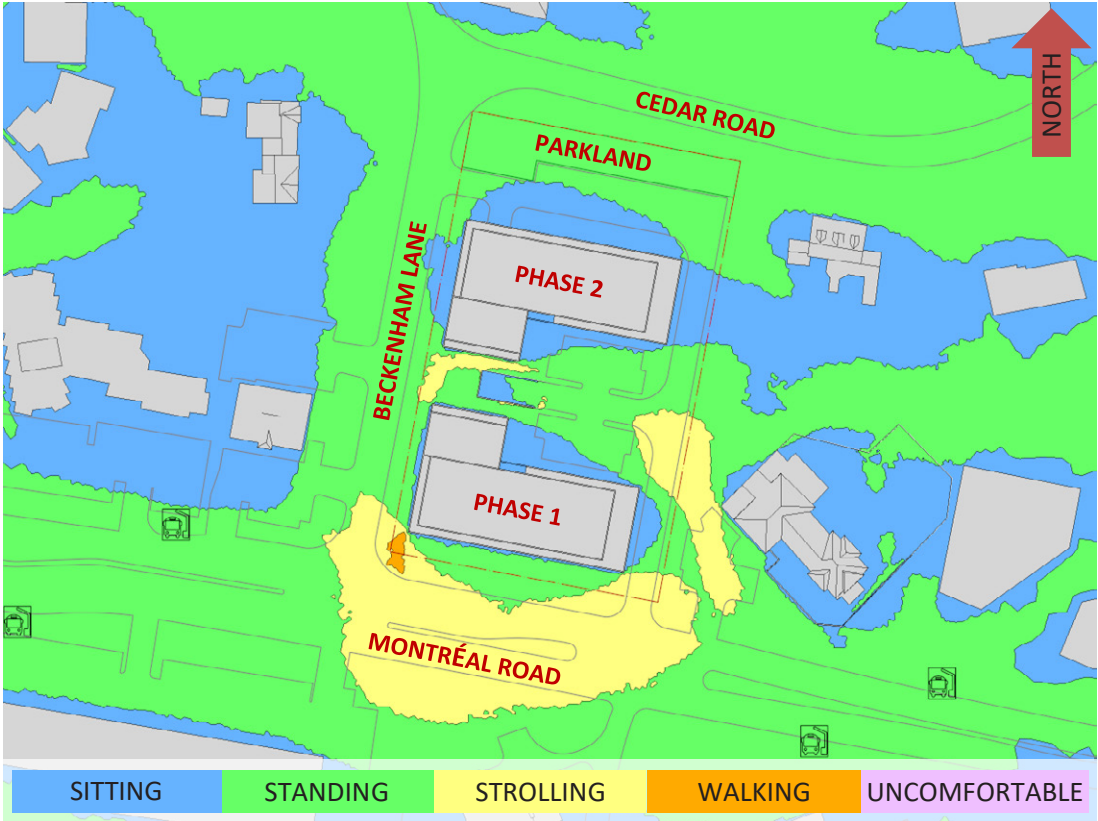 NORTH
CEDAR ROAD
PARKLAND
BECKENHAM LANE
PHASE 2
PHASE 1
MONTRÉAL ROAD
SITTING STANDING STROLLING WALKING UNCOMFORTABLE